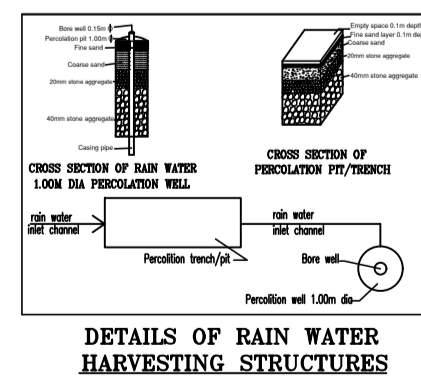 Bore well 0.15m ϕ
Percolation pit 1.00m ϕ
Fine sand
Coarse sand
20mm stone aggregate
40mm stone aggregate
Casing pipe
CROSS SECTION OF RAIN WATER
1.00M DIA PERCOLATION WELL
Empty space 0.1m depth
Fine sand layer 0.1m dep
Coarse sand
20mm stone aggregate
40mm stone aggregate
CROSS SECTION OF
PERCOLATION PIT/TRENCH
rain water
inlet channel
Percolition trench/pit
rain water
inlet channel
Bore well
Percolition well 1.00m dia
DETAILS OF RAIN WATER
HARVESTING STRUCTURES